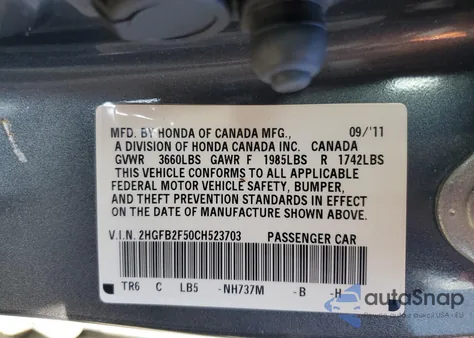 MFD. BY HONDA OF CANADA MFG., 09/'11
A DIVISION OF HONDA CANADA INC. CANADA
GVWR 3660LBS GAWR F 1985LBS R 1742LBS
THIS VEHICLE CONFORMS TO ALL APPLICABLE
FEDERAL MOTOR VEHICLE SAFETY, BUMPER,
AND THEFT PREVENTION STANDARDS IN EFFECT
ON THE DATE OF MANUFACTURE SHOWN ABOVE.
V.I.N. 2HGFB2F50CH523703 PASSENGER CAR
TR6 C LB5 -NH737M -B -H
autoSnap